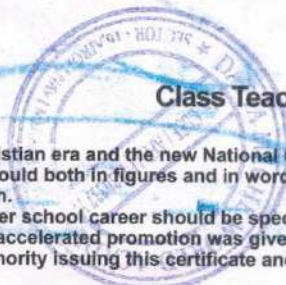 Class Teac
stian era and the new National
ould both in figures and in word
n.
er school career should be spec
accelerated promotion was give
hority issuing this certificate and